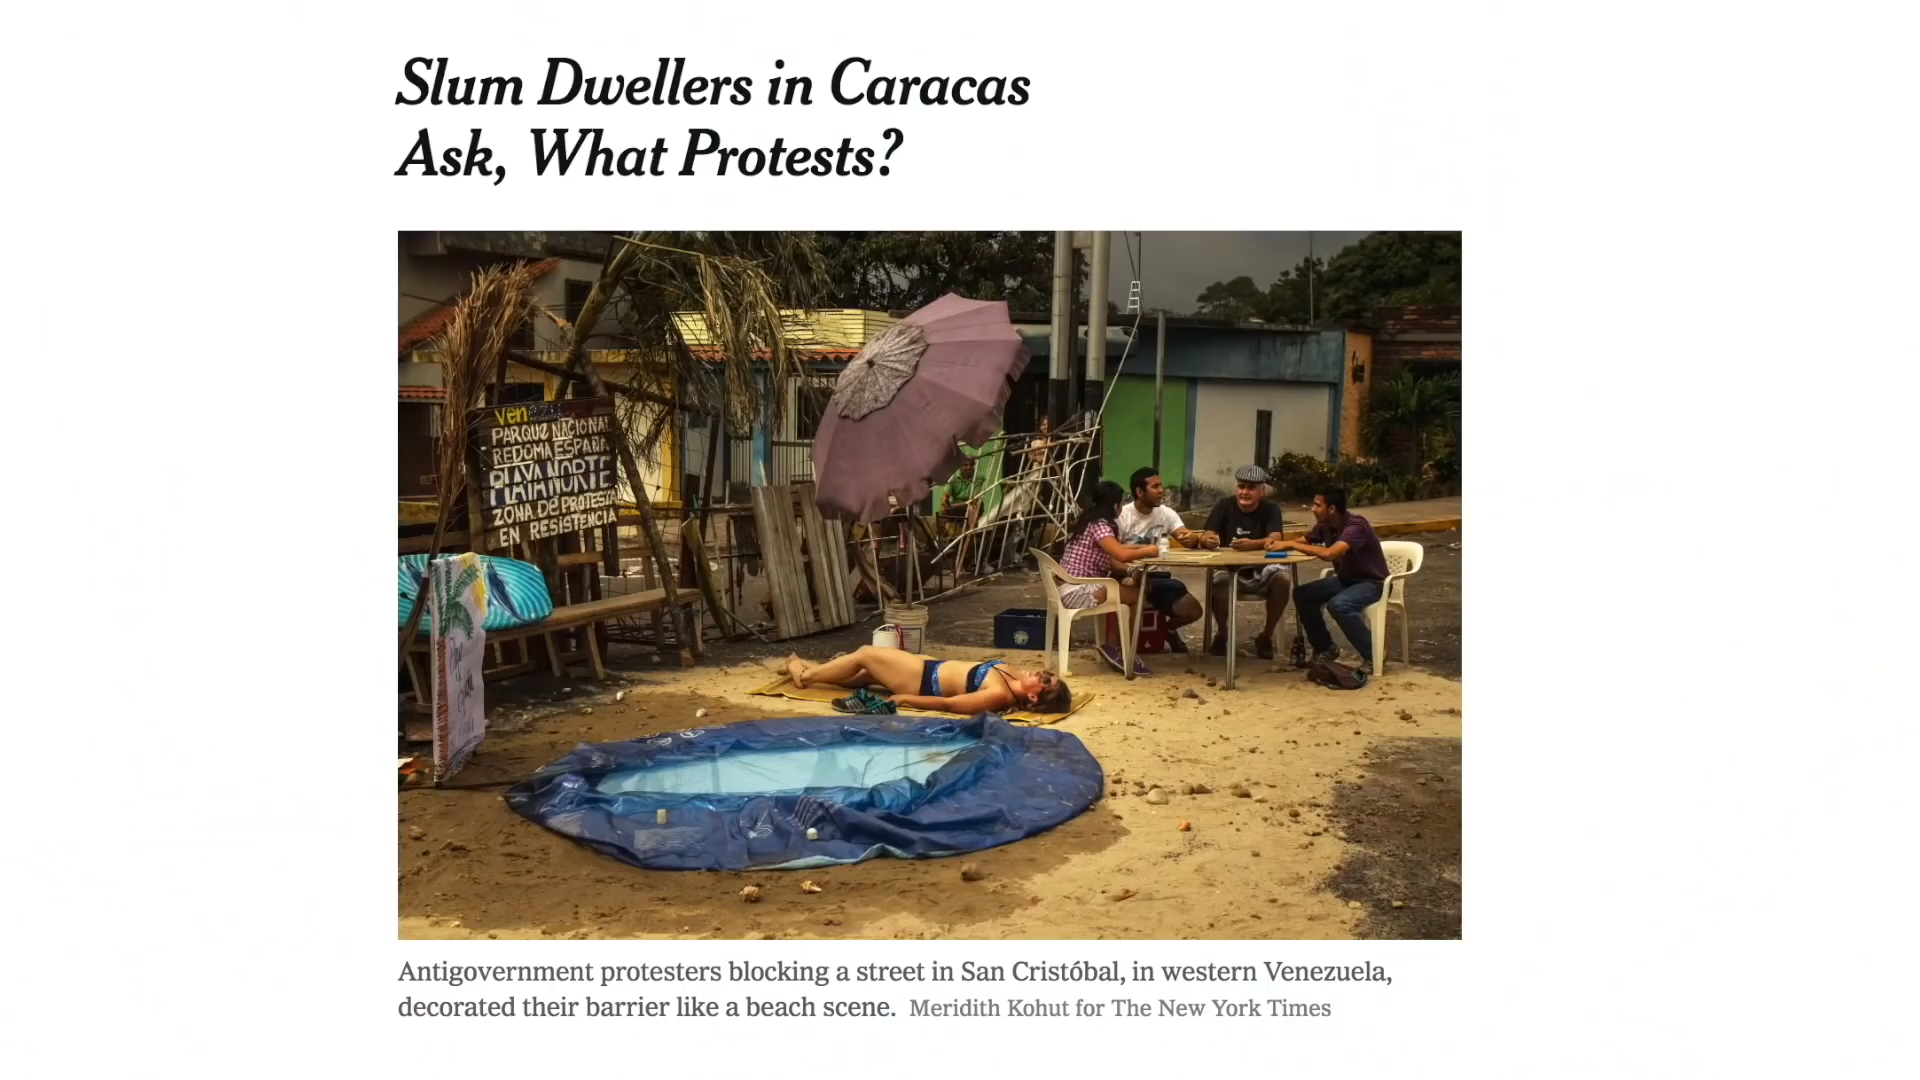 Slum Dwellers in Caracas
Ask, What Protests?
Ven
PARQUE NACIONAL
REDOMA ESPAÑA
PLAYA NORTE
ZONA DE PROTESTA
EN RESISTENCIA
Antigovernment protesters blocking a street in San Cristóbal, in western Venezuela,
decorated their barrier like a beach scene. Meridith Kohut for The New York Times